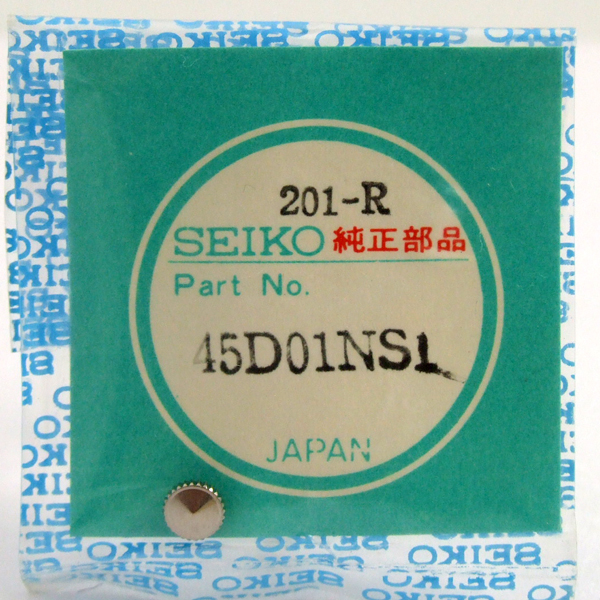 201-R
SEIKO 純正部品
Part No.
45D01NS1
JAPAN